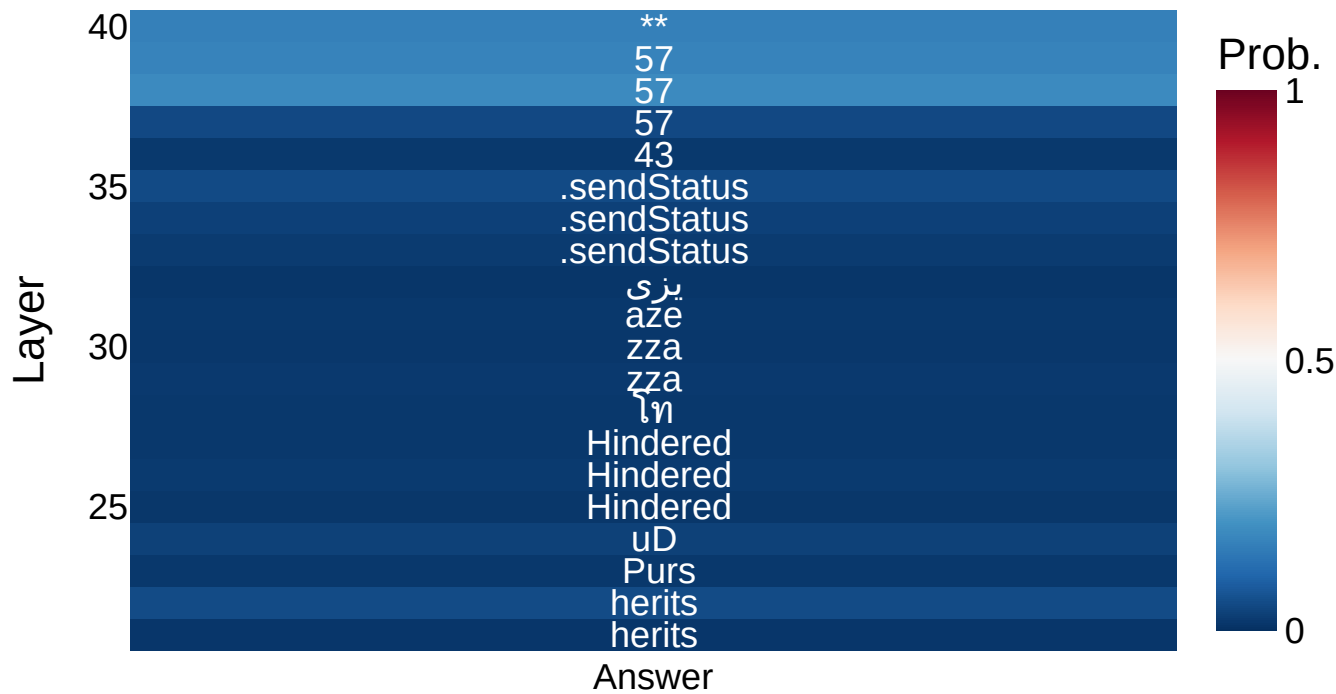 Prob.
40
**
57
1
57
57
43
35
.sendStatus
.sendStatus
.sendStatus
یزی
Layer
aze
30
zza
0.5
zza
โท
Hindered
Hindered
25
Hindered
uD
Purs
herits
herits
0
Answer